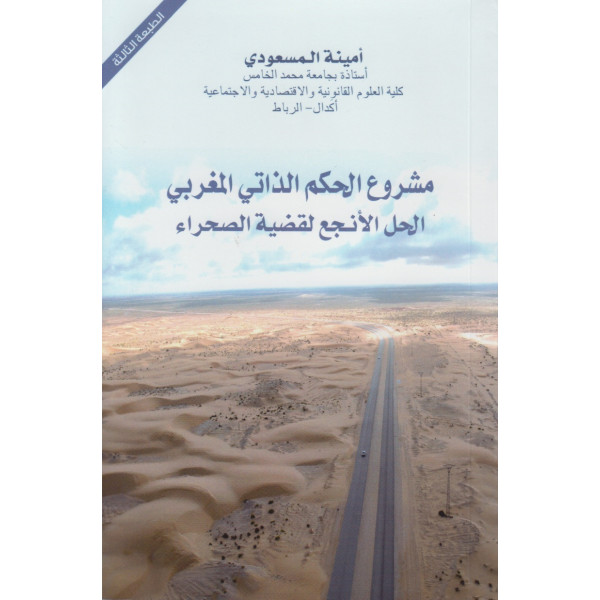 الطبعة الثالثة
أمينة المسعودي
أستاذة بجامعة محمد الخامس
كلية العلوم القانونية والاقتصادية والاجتماعية
أكدال - الرباط
مشروع الحكم الذاتي المغربي
الحل الأنجع لقضية الصحراء